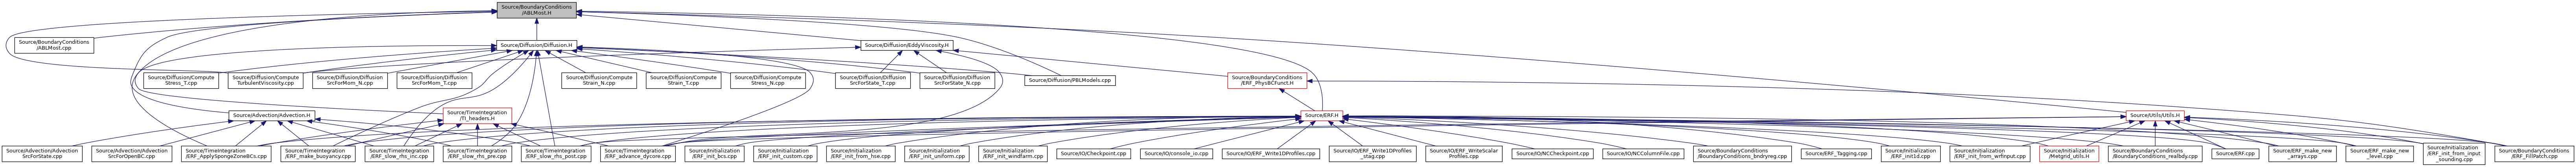 Source/BoundaryConditions
/ABLMost.H
Source/BoundaryConditions
/ABLMost.cpp
Source/Diffusion/Diffusion.H
Source/Diffusion/EddyViscosity.H
Source/Diffusion/Compute
Stress_T.cpp
Source/Diffusion/Compute
TurbulentViscosity.cpp
Source/Diffusion/Diffusion
SrcForMom_N.cpp
Source/Diffusion/Diffusion
SrcForMom_T.cpp
Source/Diffusion/Compute
Strain_N.cpp
Source/Diffusion/Compute
Strain_T.cpp
Source/Diffusion/Compute
Stress_N.cpp
Source/Diffusion/Diffusion
SrcForState_T.cpp
Source/Diffusion/Diffusion
SrcForState_N.cpp
Source/Diffusion/PBLModels.cpp
Source/BoundaryConditions
/ERF_PhysBCFunct.H
Source/Advection/Advection.H
Source/TimeIntegration
/TI_headers.H
Source/ERF.H
Source/Utils/Utils.H
Source/Advection/Advection
SrcForState.cpp
Source/Advection/Advection
SrcForOpenBC.cpp
Source/TimeIntegration
/ERF_ApplySpongeZoneBCs.cpp
Source/TimeIntegration
/ERF_make_buoyancy.cpp
Source/TimeIntegration
/ERF_slow_rhs_inc.cpp
Source/TimeIntegration
/ERF_slow_rhs_pre.cpp
Source/TimeIntegration
/ERF_slow_rhs_post.cpp
Source/TimeIntegration
/ERF_advance_dycore.cpp
Source/Initialization
/ERF_init_bcs.cpp
Source/Initialization
/ERF_init_custom.cpp
Source/Initialization
/ERF_init_from_hse.cpp
Source/Initialization
/ERF_init_uniform.cpp
Source/Initialization
/ERF_init_windfarm.cpp
Source/IO/Checkpoint.cpp
Source/IO/console_io.cpp
Source/IO/ERF_Write1DProfiles.cpp
Source/IO/ERF_Write1DProfiles
_stag.cpp
Source/IO/ERF_WriteScalar
Profiles.cpp
Source/IO/NCCheckpoint.cpp
Source/IO/NCColumnFile.cpp
Source/BoundaryConditions
/BoundaryConditions_bndryreg.cpp
Source/ERF_Tagging.cpp
Source/Initialization
/ERF_init1d.cpp
Source/Initialization
/ERF_init_from_wrfinput.cpp
Source/Initialization
/Metgrid_utils.H
Source/BoundaryConditions
/BoundaryConditions_realbdy.cpp
Source/ERF.cpp
Source/ERF_make_new
_arrays.cpp
Source/ERF_make_new
_level.cpp
Source/Initialization
/ERF_init_from_input
_sounding.cpp
Source/BoundaryConditions
/ERF_FillPatch.cpp